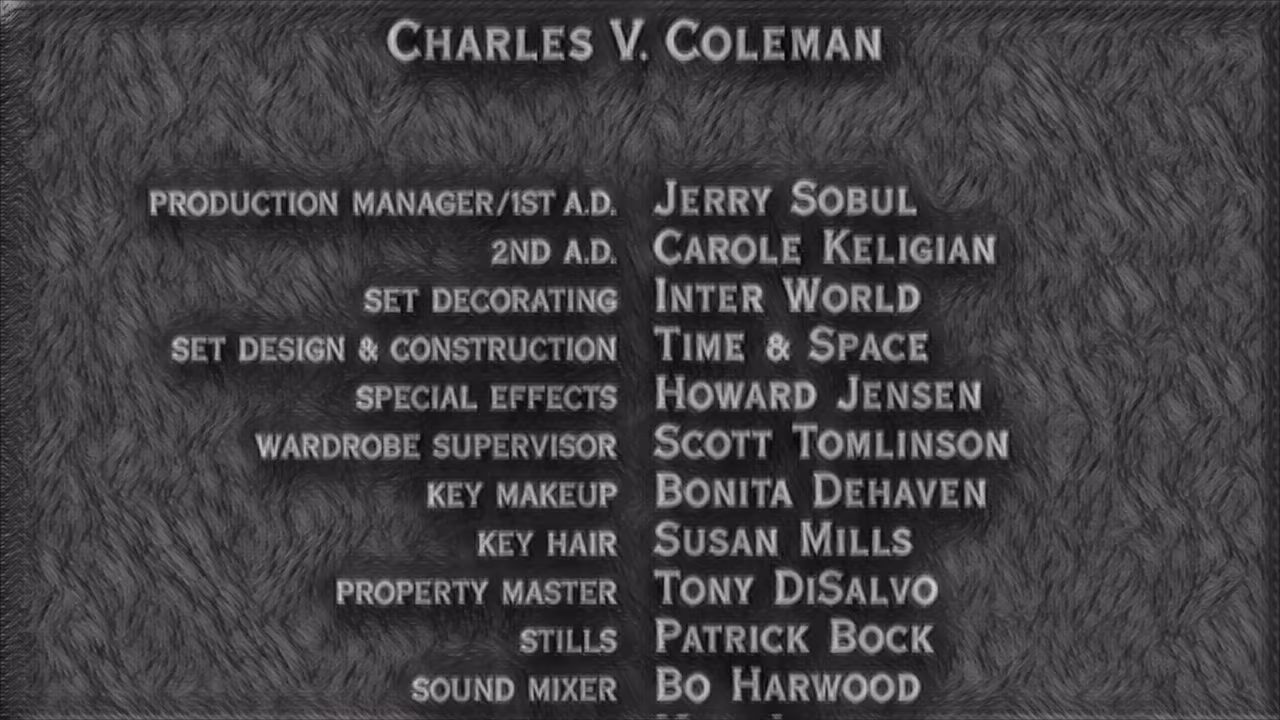 CHARLES V. COLEMAN
PRODUCTION MANAGER/1ST A.D. JERRY SOBUL
2ND A.D. CAROLE KELIGIAN
SET DECORATING INTER WORLD
SET DESIGN & CONSTRUCTION TIME & SPACE
SPECIAL EFFECTS HOWARD JENSEN
WARDROBE SUPERVISOR SCOTT TOMLINSON
KEY MAKEUP BONITA DEHAVEN
KEY HAIR SUSAN MILLS
PROPERTY MASTER TONY DISALVO
STILLS PATRICK BOCK
SOUND MIXER BO HARWOOD